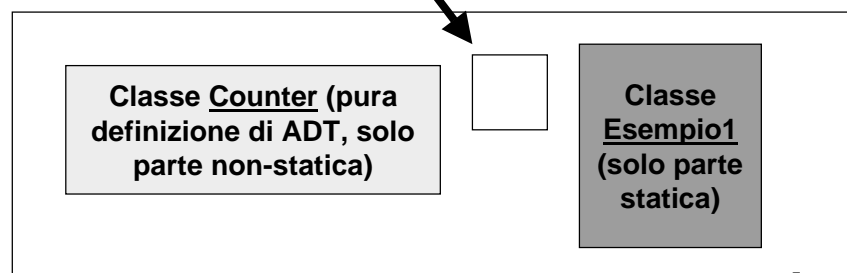 Classe Counter (pura
definizione di ADT, solo
parte non-statica)
Classe
Esempio1
(solo parte
statica)